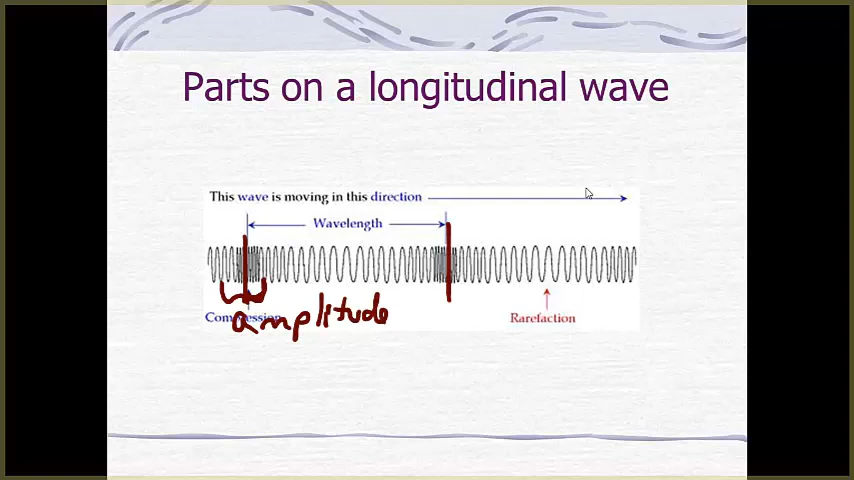 Parts on a longitudinal wave
This wave is moving in this direction
Wavelength
Compression
amplitude
Rarefaction